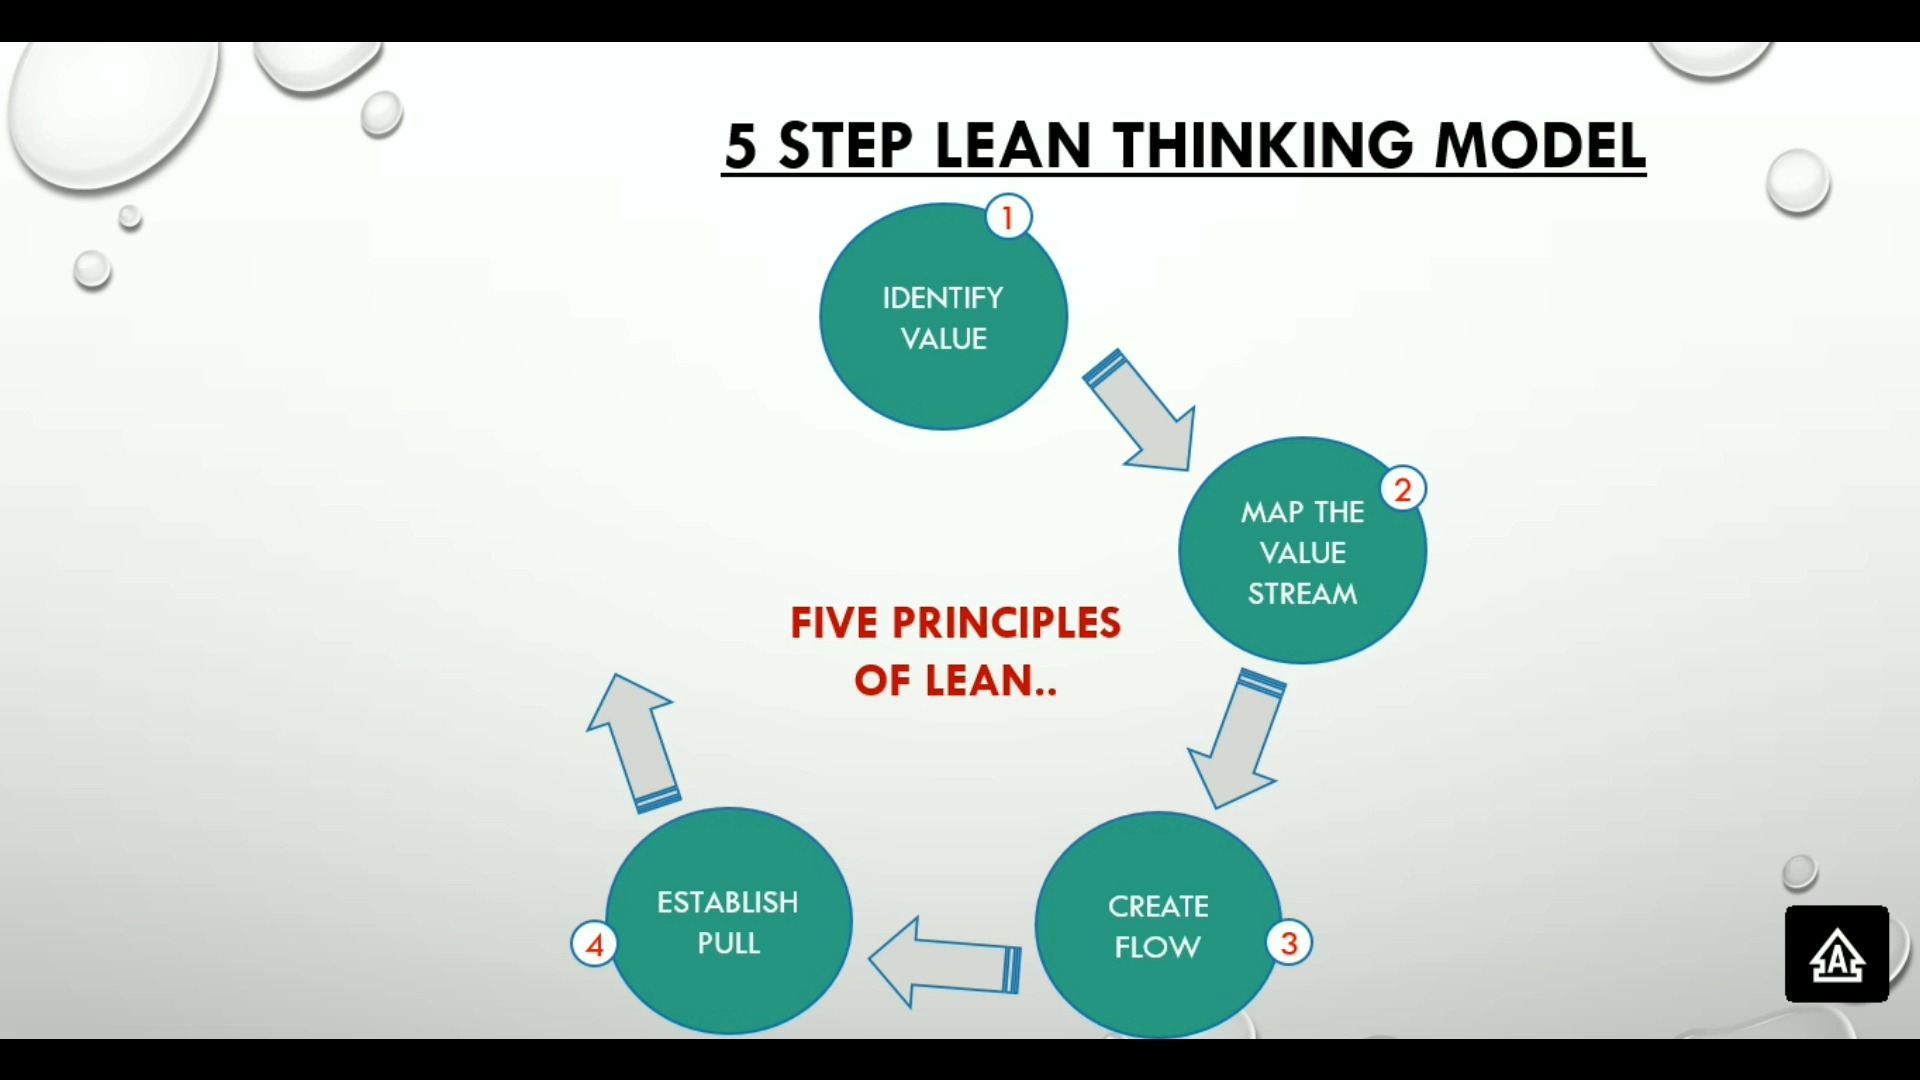 5 STEP LEAN THINKING MODEL
1
IDENTIFY
VALUE
2
MAP THE
VALUE
STREAM
FIVE PRINCIPLES
OF LEAN..
CREATE
FLOW
3
ESTABLISH
PULL
4
A